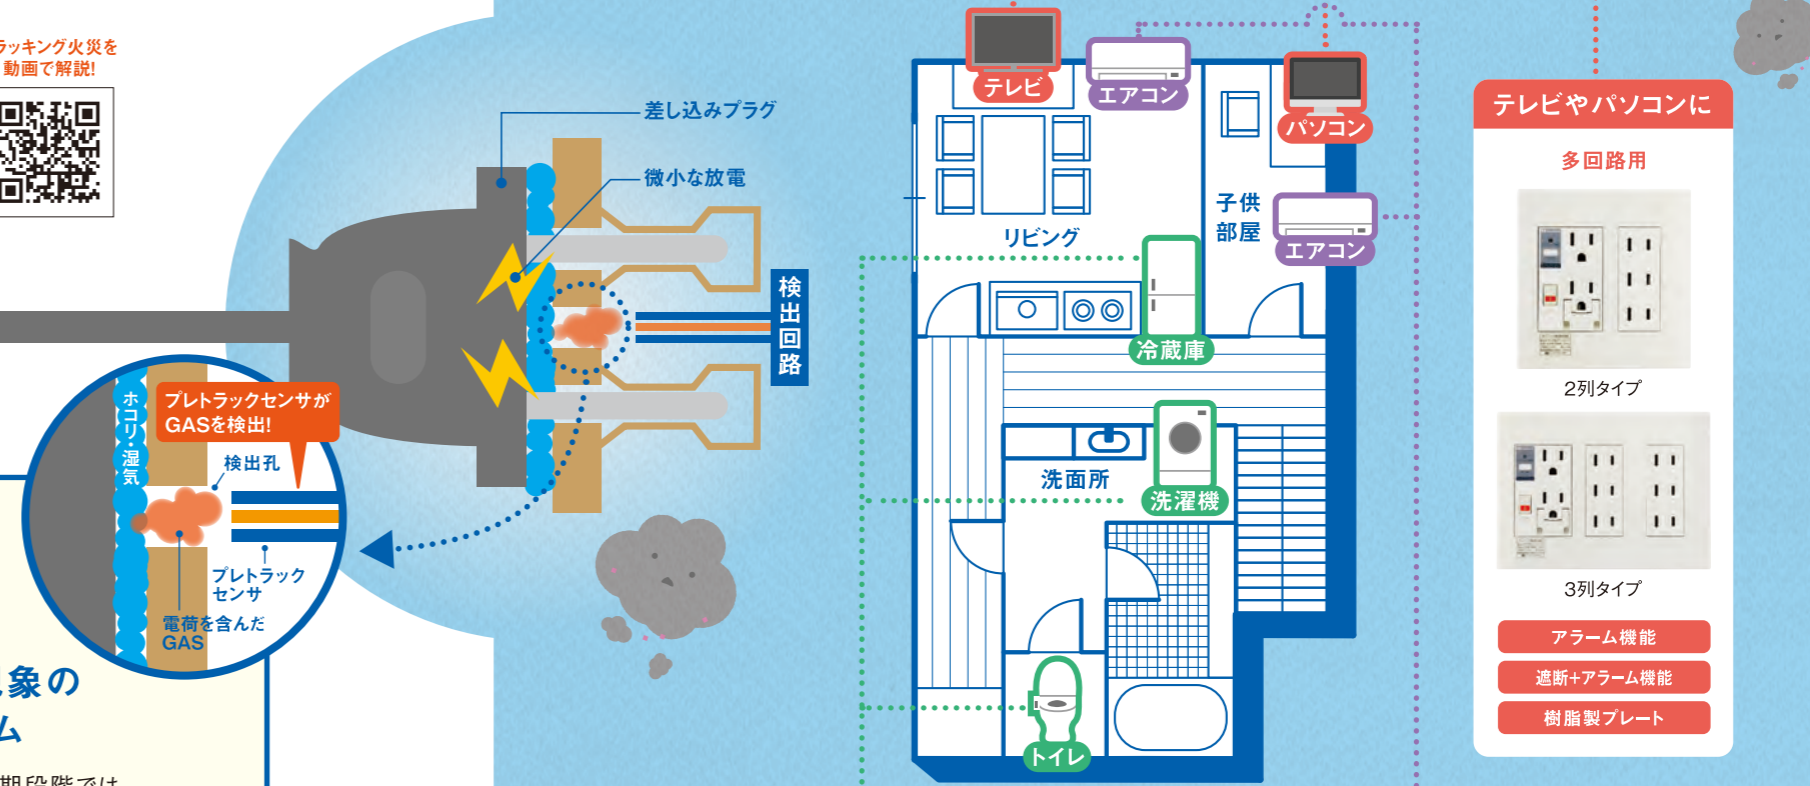 ラッキング火災を
動画で解説!
差し込みプラグ
微小な放電
検出回路
ホコリ・湿気
プレトラックセンサが
GASを検出!
検出孔
プレトラック
センサ
電荷を含んだ
GAS
象の
ム
期段階では
テレビ
エアコン
パソコン
リビング
子供
部屋
エアコン
冷蔵庫
洗面所
洗濯機
トイレ
テレビやパソコンに
多回路用
2列タイプ
3列タイプ
アラーム機能
遮断+アラーム機能
樹脂製プレート